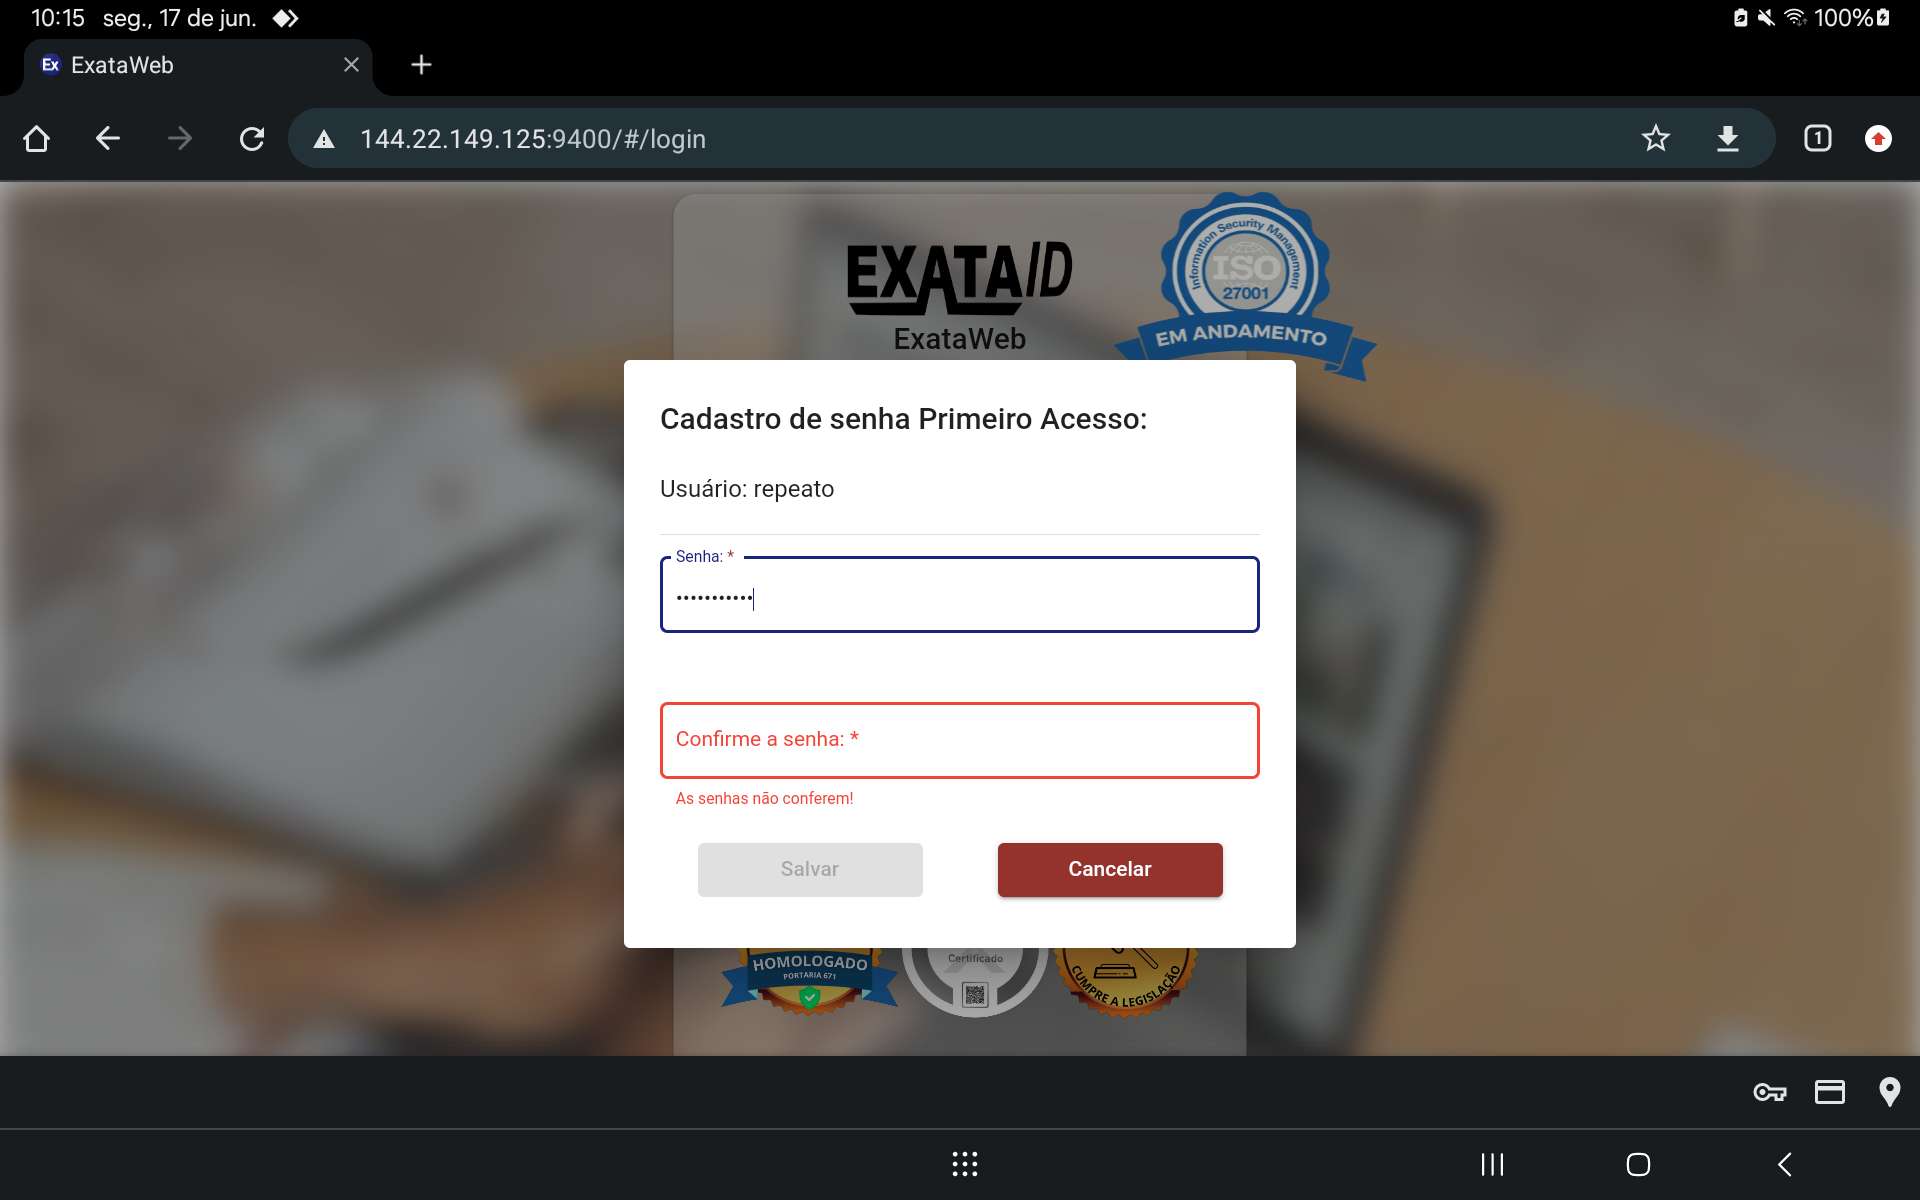 10:15 seg., 17 de jun. 100%
Ex ExataWeb
144.22.149.125:9400/#/login 1
EXATAID
ExataWeb
Information Security Management
ISO
27001
EM ANDAMENTO
Cadastro de senha Primeiro Acesso:
Usuário: repeato
Senha: *
•••••••••••
Confirme a senha: *
As senhas não conferem!
Salvar Cancelar
HOMOLOGADO
PORTARIA 671
Certificado
CUMPRE A LEGISLAÇÃO